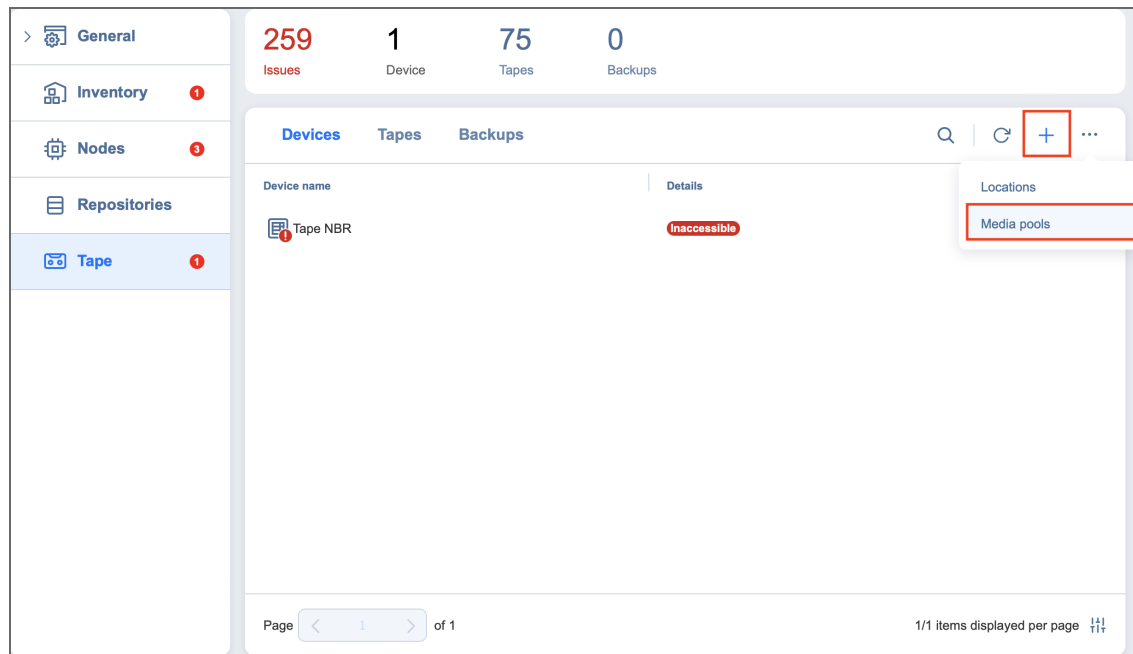 General
Inventory 1
Nodes 3
Repositories
Tape 1
259 1 75 0
Issues Device Tapes Backups
Devices Tapes Backups
Locations
Media pools
Device name Details
Tape NBR Inaccessible
Page 1 of 1 1/1 items displayed per page